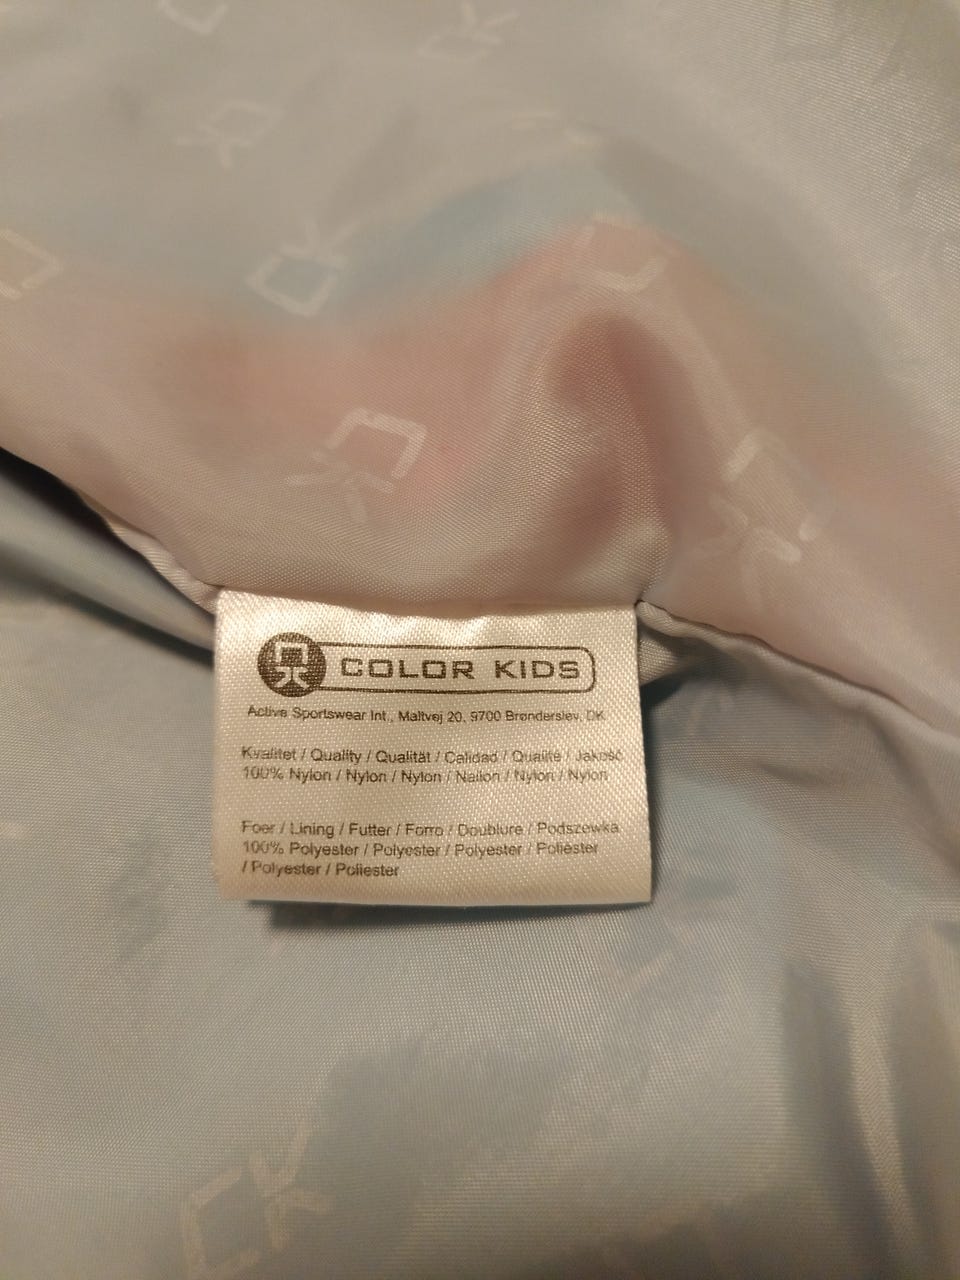 COLOR KIDS
Active Sportswear Int., Maltvej 20, 9700 Brønderslev, DK
Kvalitet / Quality / Qualität / Calidad / Qualité / Jakość
100% Nylon / Nylon / Nylon / Nailon / Nylon / Nylon
Foer / Lining / Futter / Forro / Doublure / Podszewka
100% Polyester / Polyester / Polyester / Poliéster
/ Polyester / Poliester